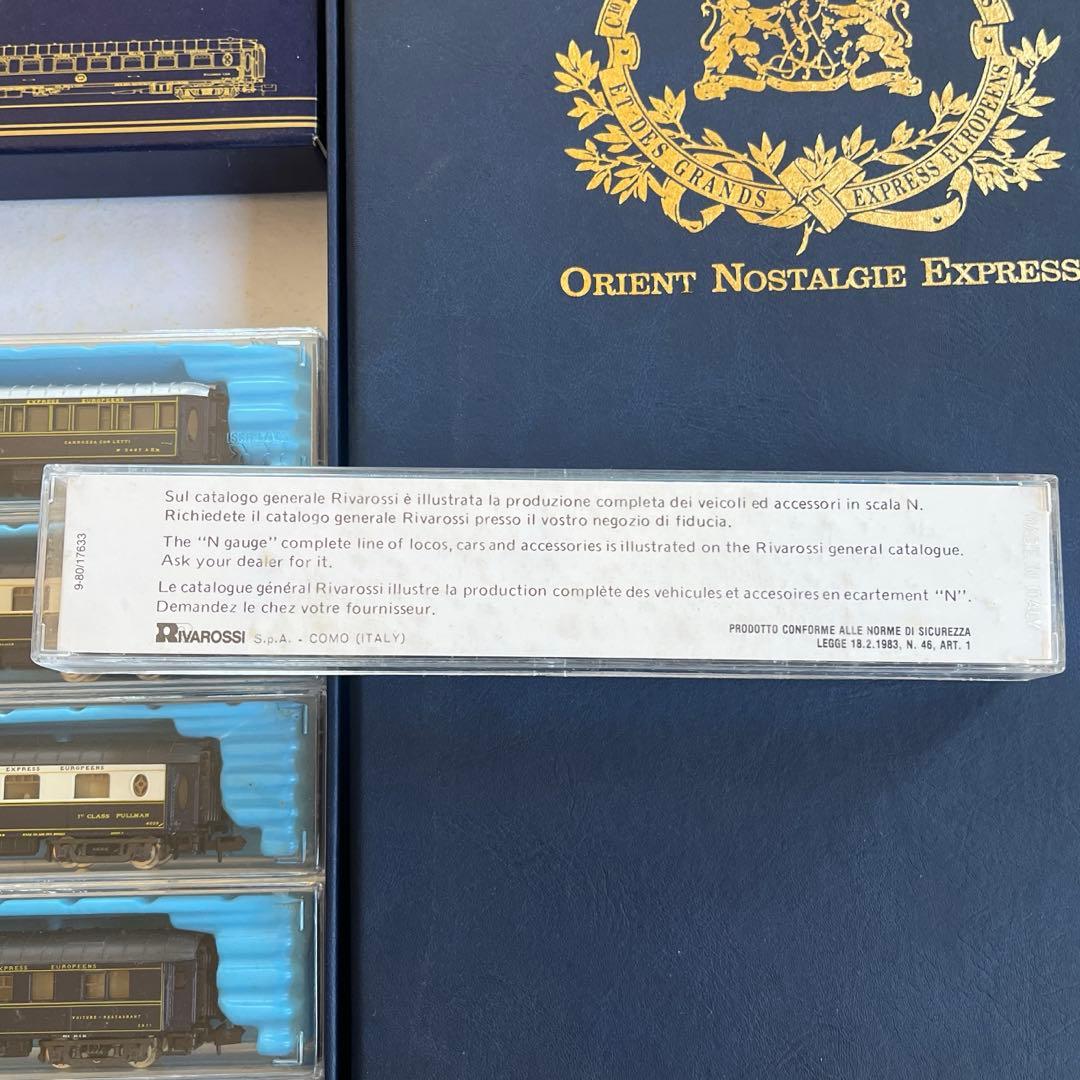 ET DES GRANDS EXPRESS EUROPEENS
ORIENT NOSTALGIE EXPRESS
EXPRESS EUROPEENS
CARROZZA CON LETTI
Sul catalogo generale Rivarossi è illustrata la produzione completa dei veicoli ed accessori in scala N.
Richiedete il catalogo generale Rivarossi presso il vostro negozio di fiducia.
The "N gauge" complete line of locos, cars and accessories is illustrated on the Rivarossi general catalogue.
Ask your dealer for it.
Le catalogue général Rivarossi illustre la production complète des vehicules et accesoires en ecartement "N".
Demandez le chez votre fournisseur.
RIVAROSSI S.p.A. - COMO (ITALY)
PRODOTTO CONFORME ALLE NORME DI SICUREZZA
LEGGE 18.2.1983, N. 46, ART. 1
9-80/17633
MADE IN ITALY
EXPRESS EUROPEENS
1ª CLASS PULLMAN
EXPRESS EUROPEENS
VOITURE-RESTAURANT